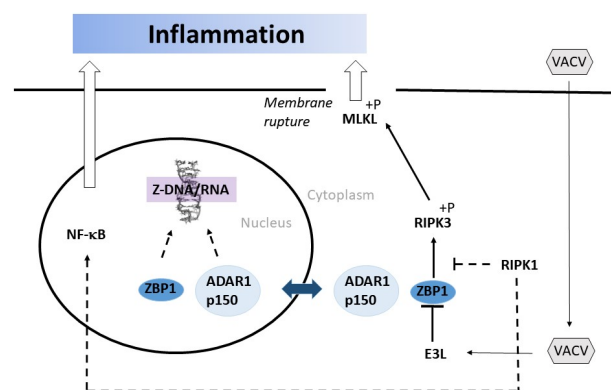 Inflammation
VACV
Membrane
rupture
+P
MLKL
Z-DNA/RNA
Cytoplasm
Nucleus
+P
RIPK3
NF-κB
RIPK1
ZBP1
ADAR1
p150
ADAR1
p150
ZBP1
E3L
VACV